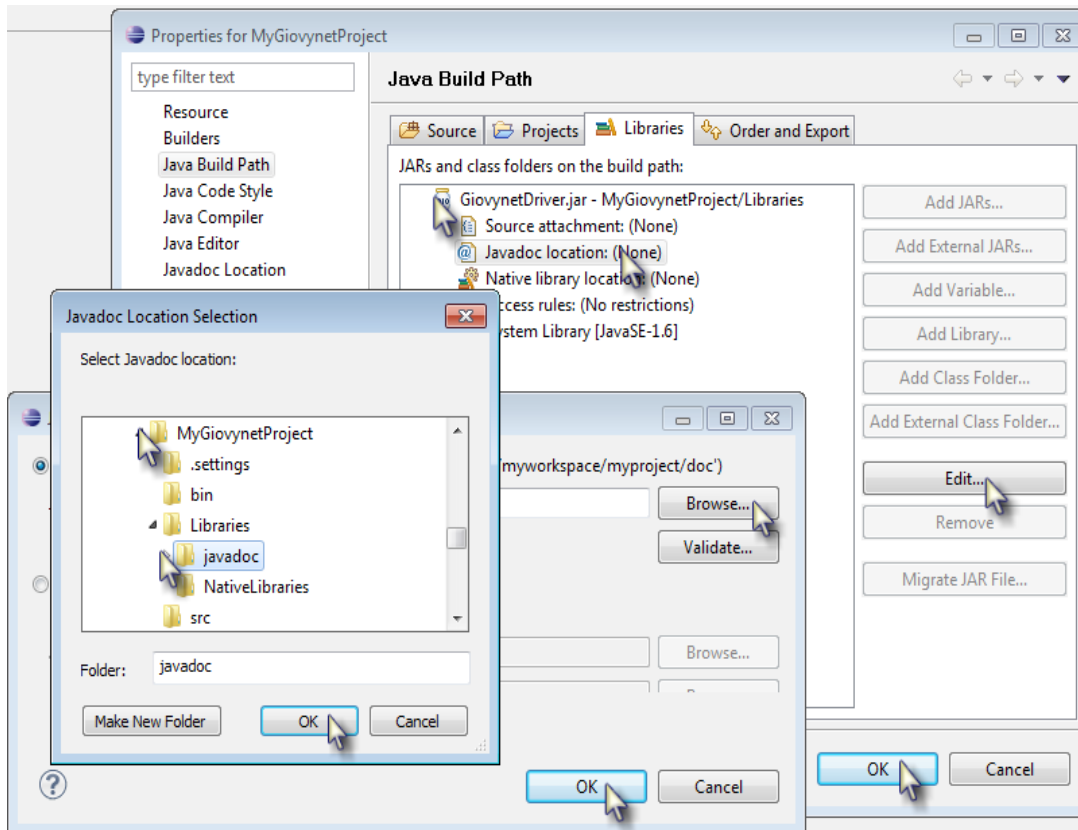 Properties for MyGiovynetProject
type filter text
Java Build Path
Resource
Builders
Java Build Path
Java Code Style
Java Compiler
Java Editor
Javadoc Location
Source
Projects
Libraries
Order and Export
JARs and class folders on the build path:
GiovynetDriver.jar - MyGiovynetProject/Libraries
Source attachment: (None)
Javadoc location: (None)
Native library location: (None)
ccess rules: (No restrictions)
ystem Library [JavaSE-1.6]
Add JARs...
Add External JARs...
Add Variable...
Add Library...
Add Class Folder...
Add External Class Folder...
Edit...
Remove
Migrate JAR File...
OK
Cancel
Javadoc Location Selection
Select Javadoc location:
MyGiovynetProject
.settings
bin
Libraries
javadoc
NativeLibraries
src
Folder:
javadoc
Make New Folder
OK
Cancel
/myworkspace/myproject/doc')
Browse...
Validate...
Browse...
OK
Cancel